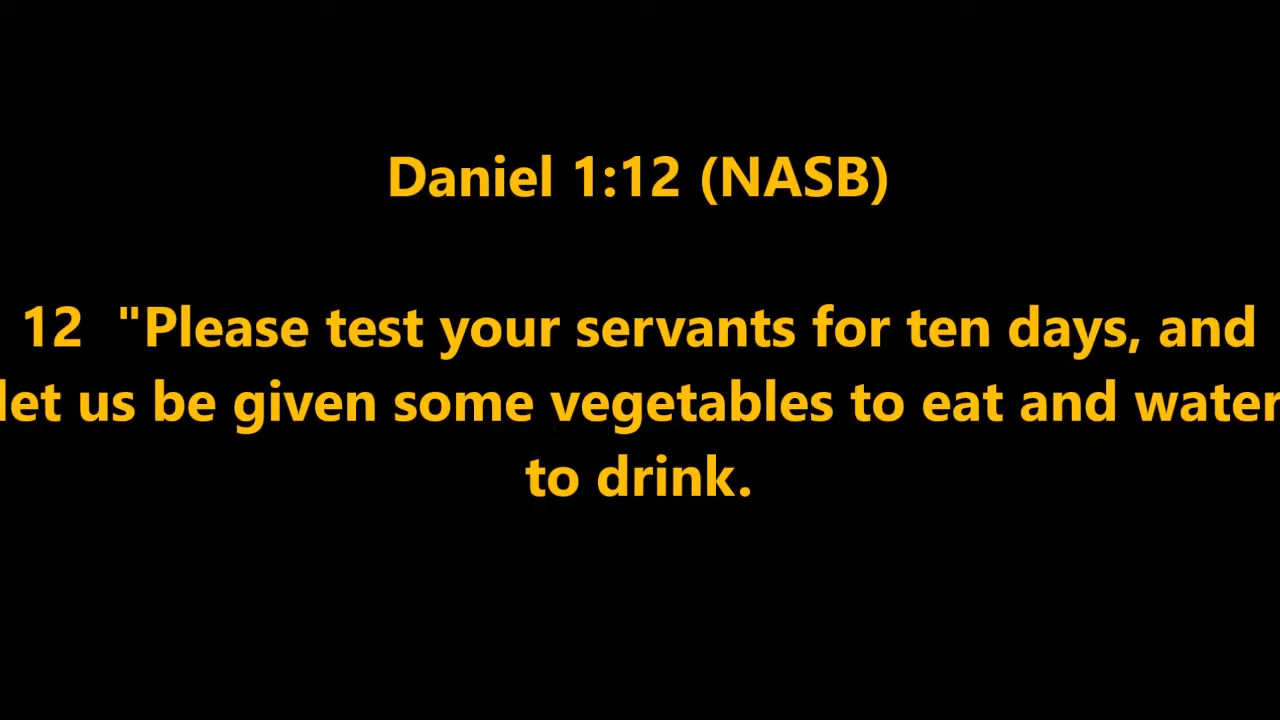 Daniel 1:12 (NASB)
12 "Please test your servants for ten days, and
let us be given some vegetables to eat and water
to drink.